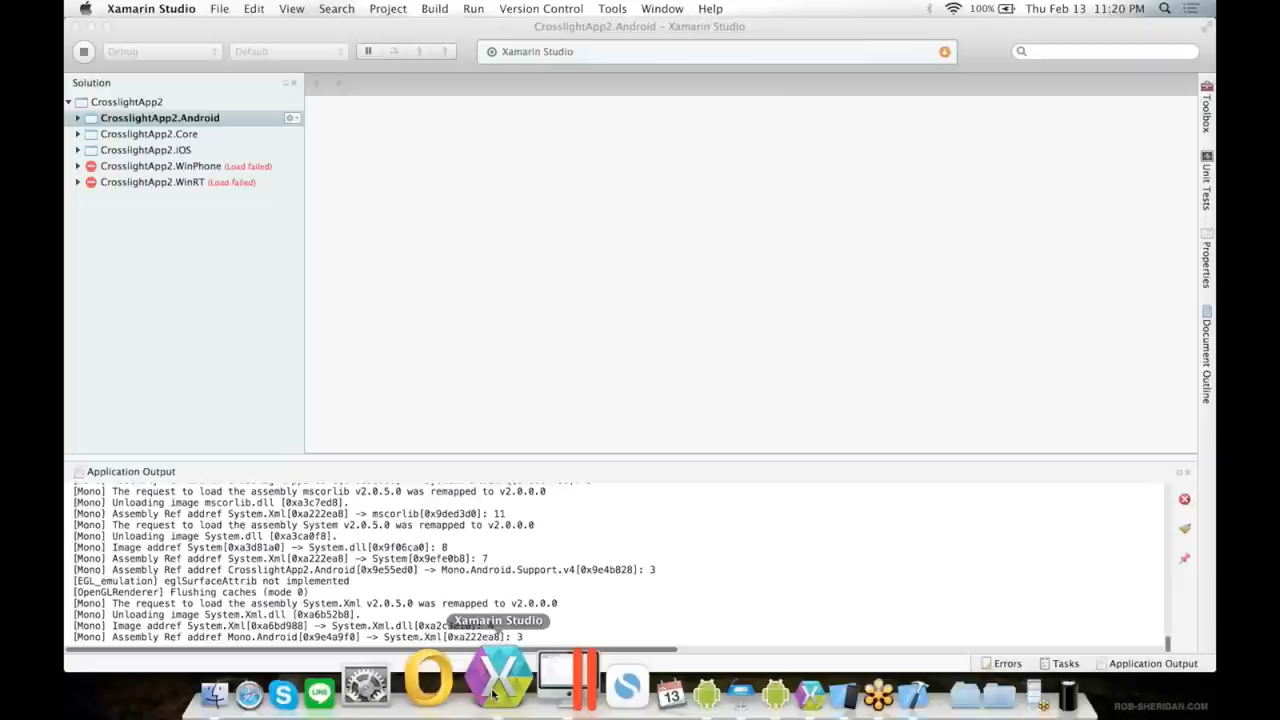 Xamarin Studio File Edit View Search Project Build Run Version Control Tools Window Help 100% Thu Feb 13 11:20 PM
CrosslightApp2.Android – Xamarin Studio
Debug Default Xamarin Studio
Solution
CrosslightApp2
CrosslightApp2.Android
CrosslightApp2.Core
CrosslightApp2.iOS
CrosslightApp2.WinPhone (Load failed)
CrosslightApp2.WinRT (Load failed)
Toolbox
Unit Tests
Properties
Document Outline
Application Output
[Mono] The request to load the assembly mscorlib v2.0.5.0 was remapped to v2.0.0.0
[Mono] Unloading image mscorlib.dll [0xa3c7ed8].
[Mono] Assembly Ref addref System.Xml[0xa222ea8] -> mscorlib[0x9ded3d0]: 11
[Mono] The request to load the assembly System v2.0.5.0 was remapped to v2.0.0.0
[Mono] Unloading image System.dll [0xa3ca0f8].
[Mono] Image addref System[0xa3d81a0] -> System.dll[0x9f06ca0]: 8
[Mono] Assembly Ref addref System.Xml[0xa222ea8] -> System[0x9efe0b8]: 7
[Mono] Assembly Ref addref CrosslightApp2.Android[0x9e55ed0] -> Mono.Android.Support.v4[0x9e4b828]: 3
[EGL_emulation] eglSurfaceAttrib not implemented
[OpenGLRenderer] Flushing caches (mode 0)
[Mono] The request to load the assembly System.Xml v2.0.5.0 was remapped to v2.0.0.0
[Mono] Unloading image System.Xml.dll [0xa6b52b8].
Xamarin Studio
[Mono] Image addref System.Xml[0xa6bd988] -> System.Xml.dll
[Mono] Assembly Ref addref Mono.Android[0x9e4a9f0] -> System.Xml[0xa222ea8]: 3
Errors Tasks Application Output
LINE
13
ROB-SHERIDAN.COM